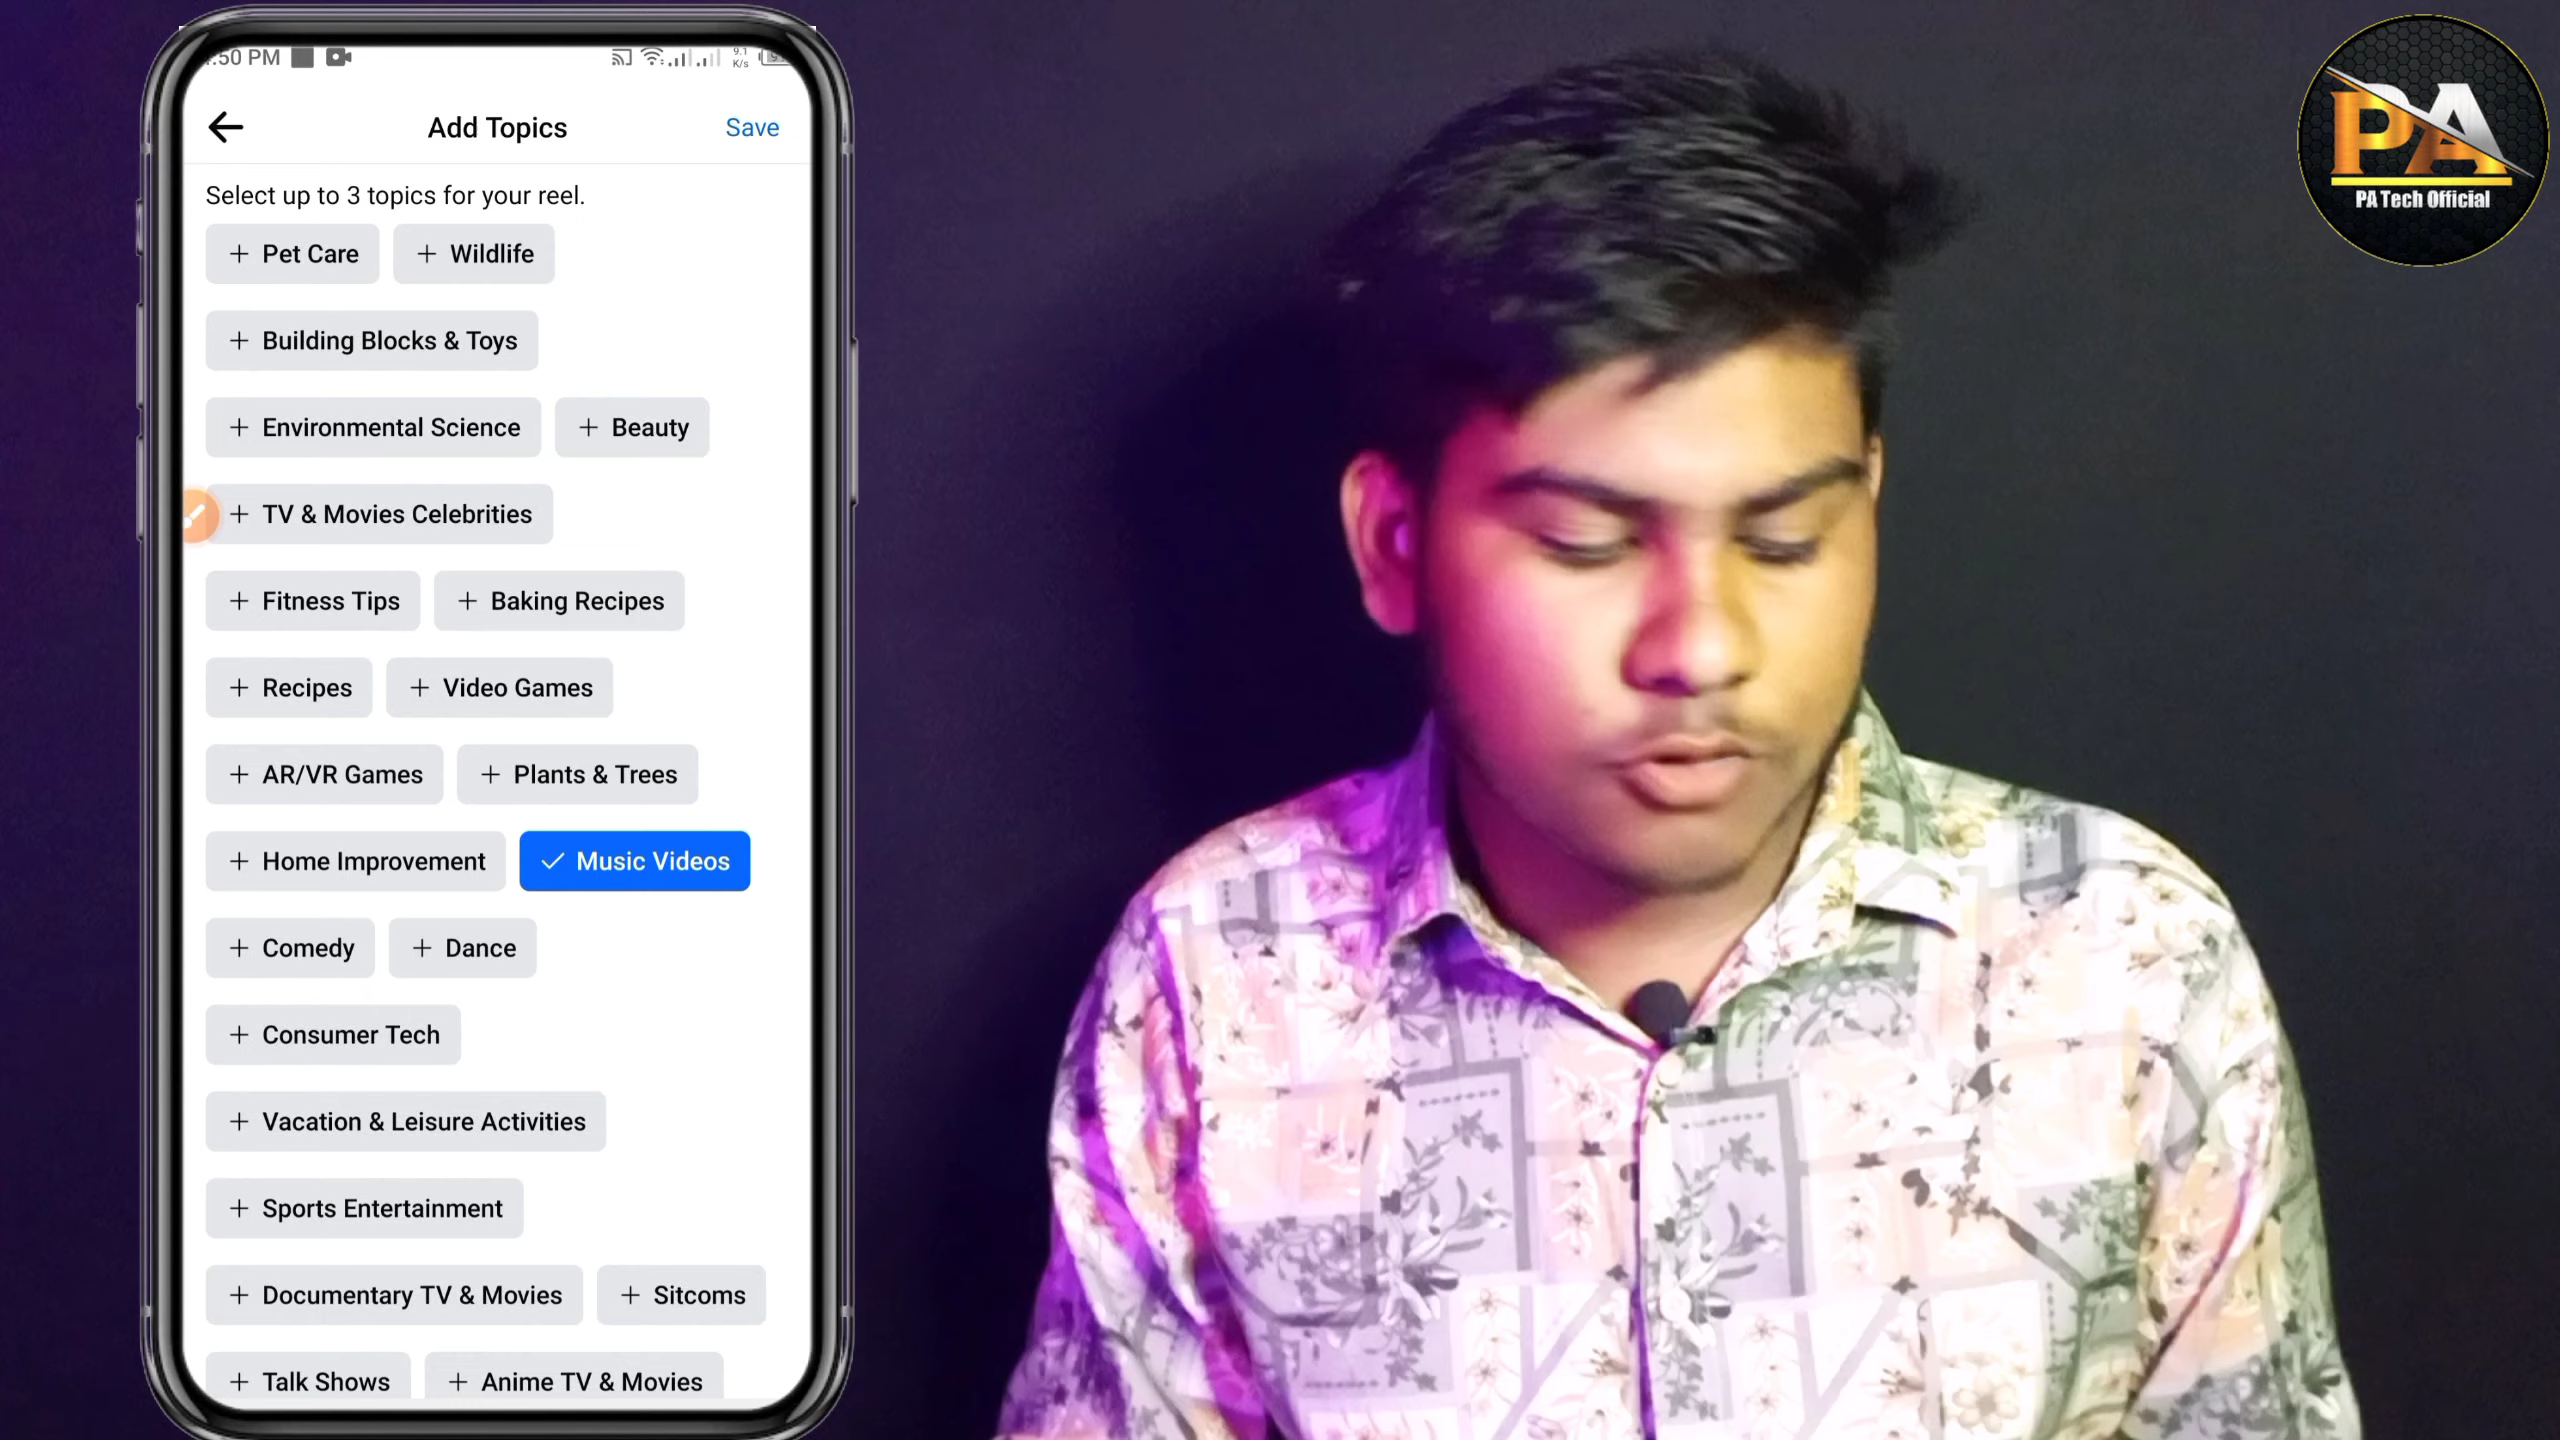 :50 PM
9.1
K/s
Add Topics
Save
Select up to 3 topics for your reel.
+ Pet Care
+ Wildlife
+ Building Blocks & Toys
+ Environmental Science
+ Beauty
+ TV & Movies Celebrities
+ Fitness Tips
+ Baking Recipes
+ Recipes
+ Video Games
+ AR/VR Games
+ Plants & Trees
+ Home Improvement
✓ Music Videos
+ Comedy
+ Dance
+ Consumer Tech
+ Vacation & Leisure Activities
+ Sports Entertainment
+ Documentary TV & Movies
+ Sitcoms
+ Talk Shows
+ Anime TV & Movies
PA
PA Tech Official